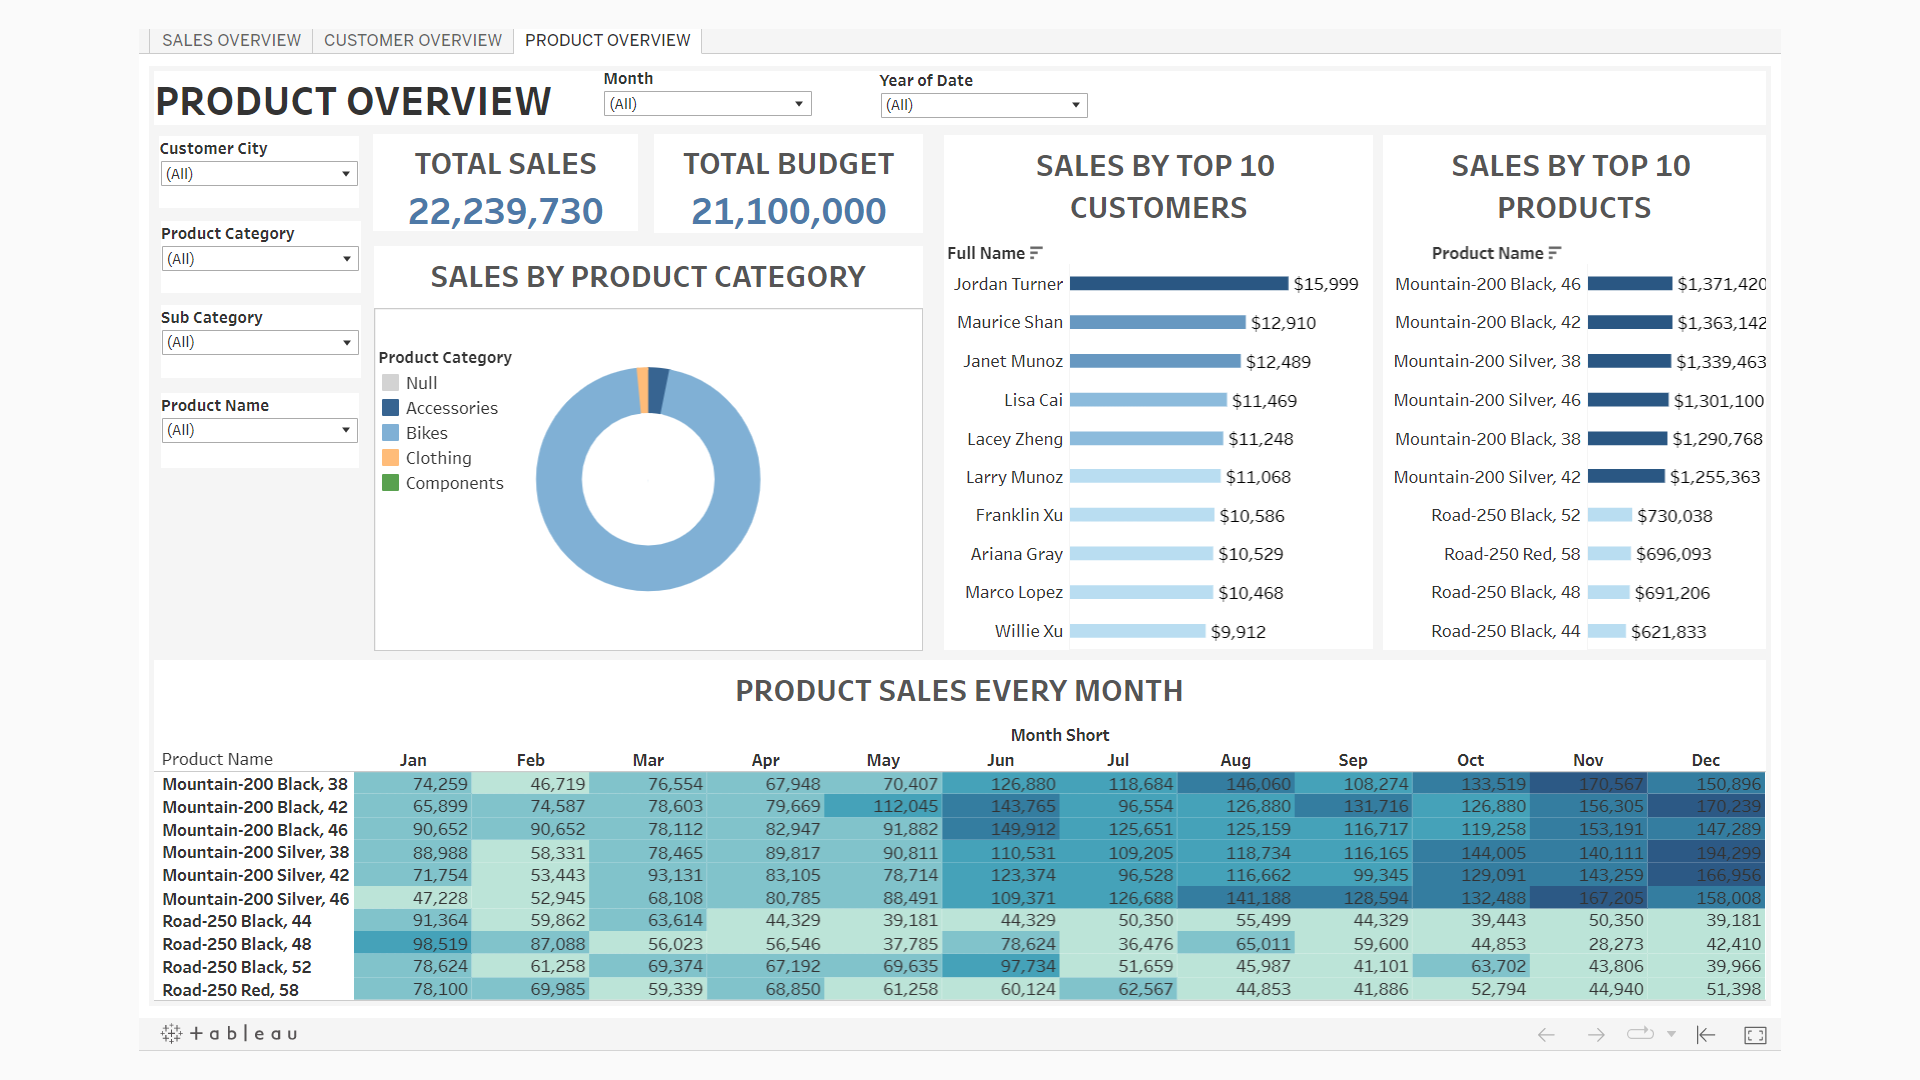 SALES OVERVIEW CUSTOMER OVERVIEW PRODUCT OVERVIEW
PRODUCT OVERVIEW
Month
(All)
Year of Date
(All)
Customer City
(All)
Product Category
(All)
Sub Category
(All)
Product Name
(All)
TOTAL SALES
22,239,730
TOTAL BUDGET
21,100,000
SALES BY PRODUCT CATEGORY
Product Category
Null
Accessories
Bikes
Clothing
Components
SALES BY TOP 10
CUSTOMERS
Full Name
Jordan Turner $15,999
Maurice Shan $12,910
Janet Munoz $12,489
Lisa Cai $11,469
Lacey Zheng $11,248
Larry Munoz $11,068
Franklin Xu $10,586
Ariana Gray $10,529
Marco Lopez $10,468
Willie Xu $9,912
SALES BY TOP 10
PRODUCTS
Product Name
Mountain-200 Black, 46 $1,371,420
Mountain-200 Black, 42 $1,363,142
Mountain-200 Silver, 38 $1,339,463
Mountain-200 Silver, 46 $1,301,100
Mountain-200 Black, 38 $1,290,768
Mountain-200 Silver, 42 $1,255,363
Road-250 Black, 52 $730,038
Road-250 Red, 58 $696,093
Road-250 Black, 48 $691,206
Road-250 Black, 44 $621,833
PRODUCT SALES EVERY MONTH
Month Short
Product Name Jan Feb Mar Apr May Jun Jul Aug Sep Oct Nov Dec
Mountain-200 Black, 38 74,259 46,719 76,554 67,948 70,407 126,880 118,684 146,060 108,274 133,519 170,567 150,896
Mountain-200 Black, 42 65,899 74,587 78,603 79,669 112,045 143,765 96,554 126,880 131,716 126,880 156,305 170,239
Mountain-200 Black, 46 90,652 90,652 78,112 82,947 91,882 149,912 125,651 125,159 116,717 119,258 153,191 147,289
Mountain-200 Silver, 38 88,988 58,331 78,465 89,817 90,811 110,531 109,205 118,734 116,165 144,005 140,111 194,299
Mountain-200 Silver, 42 71,754 53,443 93,131 83,105 78,714 123,374 96,528 116,662 99,345 129,091 143,259 166,956
Mountain-200 Silver, 46 47,228 52,945 68,108 80,785 88,491 109,371 126,688 141,188 128,594 132,488 167,205 158,008
Road-250 Black, 44 91,364 59,862 63,614 44,329 39,181 44,329 50,350 55,499 44,329 39,443 50,350 39,181
Road-250 Black, 48 98,519 87,088 56,023 56,546 37,785 78,624 36,476 65,011 59,600 44,853 28,273 42,410
Road-250 Black, 52 78,624 61,258 69,374 67,192 69,635 97,734 51,659 45,987 41,101 63,702 43,806 39,966
Road-250 Red, 58 78,100 69,985 59,339 68,850 61,258 60,124 62,567 44,853 41,886 52,794 44,940 51,398
tableau